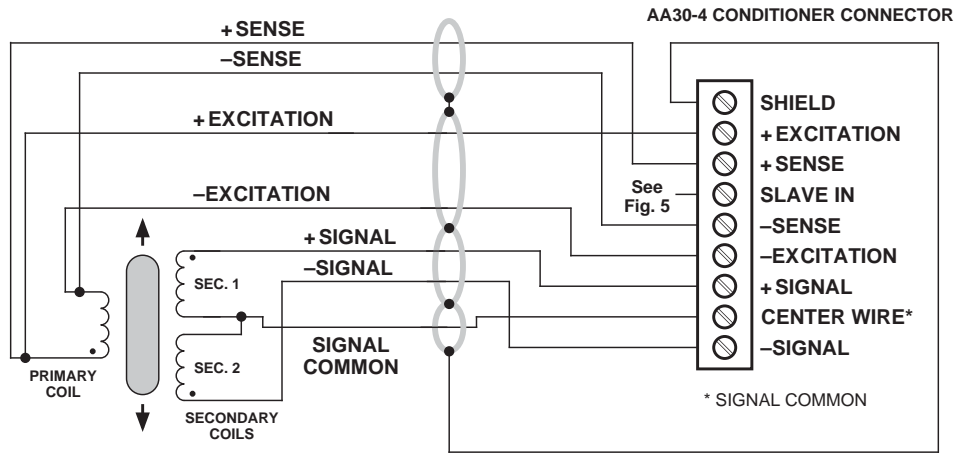 AA30-4 CONDITIONER CONNECTOR
+SENSE
–SENSE
+EXCITATION
–EXCITATION
+SIGNAL
–SIGNAL
SIGNAL
COMMON
SEC. 1
SEC. 2
PRIMARY
COIL
SECONDARY
COILS
See
Fig. 5
SHIELD
+EXCITATION
+SENSE
SLAVE IN
–SENSE
–EXCITATION
+SIGNAL
CENTER WIRE*
–SIGNAL
* SIGNAL COMMON